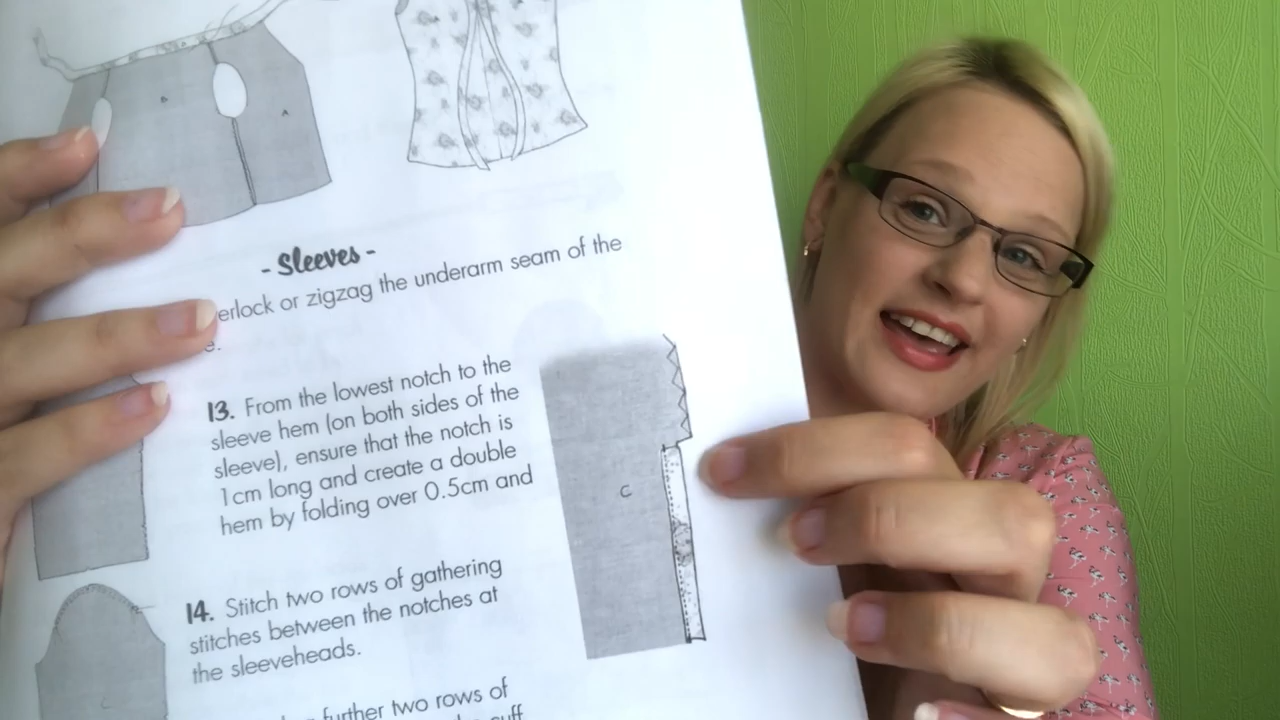 - Sleeves -
erlock or zigzag the underarm seam of the
e.
13. From the lowest notch to the
sleeve hem (on both sides of the
sleeve), ensure that the notch is
1cm long and create a double
hem by folding over 0.5cm and
14. Stitch two rows of gathering
stitches between the notches at
the sleeveheads.
further two rows of
cuff
B
A
C